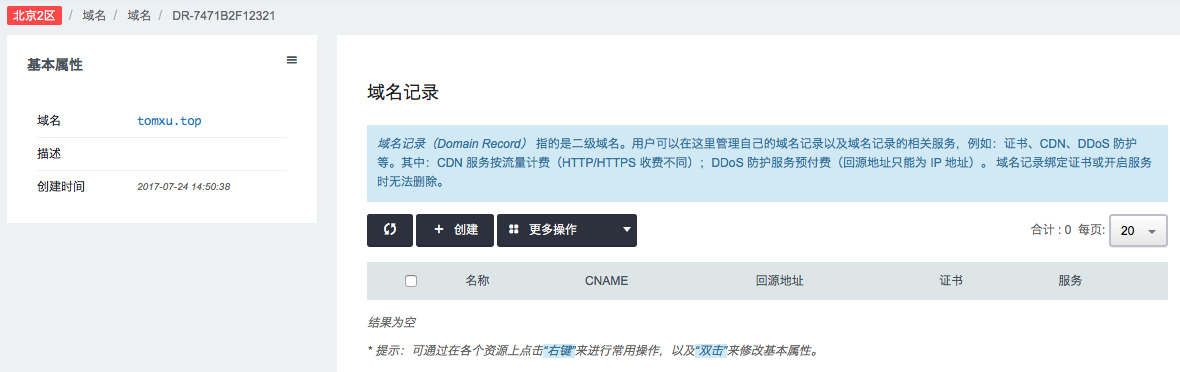 北京2区 / 域名 / 域名 / DR-7471B2F12321
基本属性
域名 tomxu.top
描述
创建时间 2017-07-24 14:50:38
域名记录
域名记录（Domain Record） 指的是二级域名。用户可以在这里管理自己的域名记录以及域名记录的相关服务，例如：证书、CDN、DDoS 防护
等。其中：CDN 服务按流量计费（HTTP/HTTPS 收费不同）；DDoS 防护服务预付费（回源地址只能为 IP 地址）。 域名记录绑定证书或开启服务
时无法删除。
+ 创建 更多操作 合计 : 0 每页: 20
名称 CNAME 回源地址 证书 服务
结果为空
* 提示：可通过在各个资源上点击“右键”来进行常用操作，以及“双击”来修改基本属性。